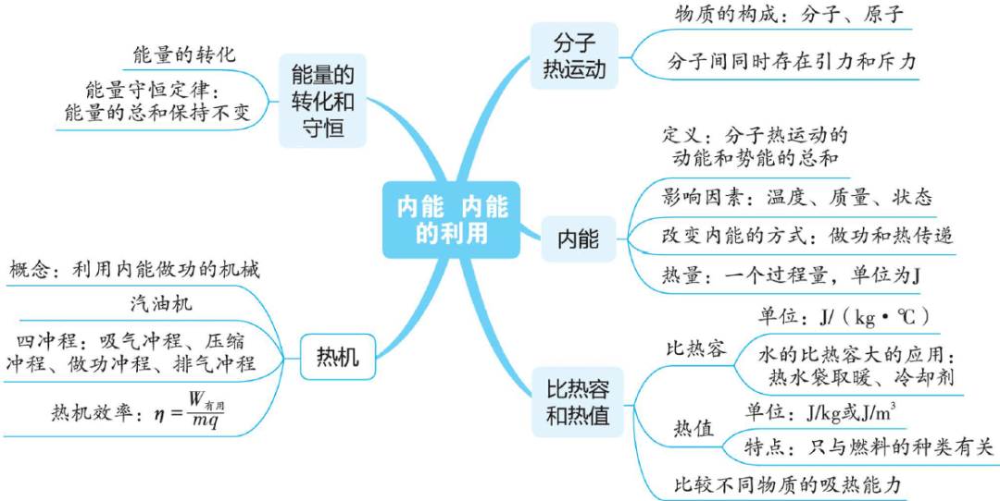 内能 内能
的利用
分子
热运动
物质的构成：分子、原子
分子间同时存在引力和斥力
内能
定义：分子热运动的
动能和势能的总和
影响因素：温度、质量、状态
改变内能的方式：做功和热传递
热量：一个过程量，单位为J
比热容
和热值
比热容
单位：J/（kg·℃）
水的比热容大的应用：
热水袋取暖、冷却剂
热值
单位：J/kg或J/m³
特点：只与燃料的种类有关
比较不同物质的吸热能力
能量的
转化和
守恒
能量的转化
能量守恒定律：
能量的总和保持不变
热机
概念：利用内能做功的机械
汽油机
四冲程：吸气冲程、压缩
冲程、做功冲程、排气冲程
热机效率：η=W有用/mq